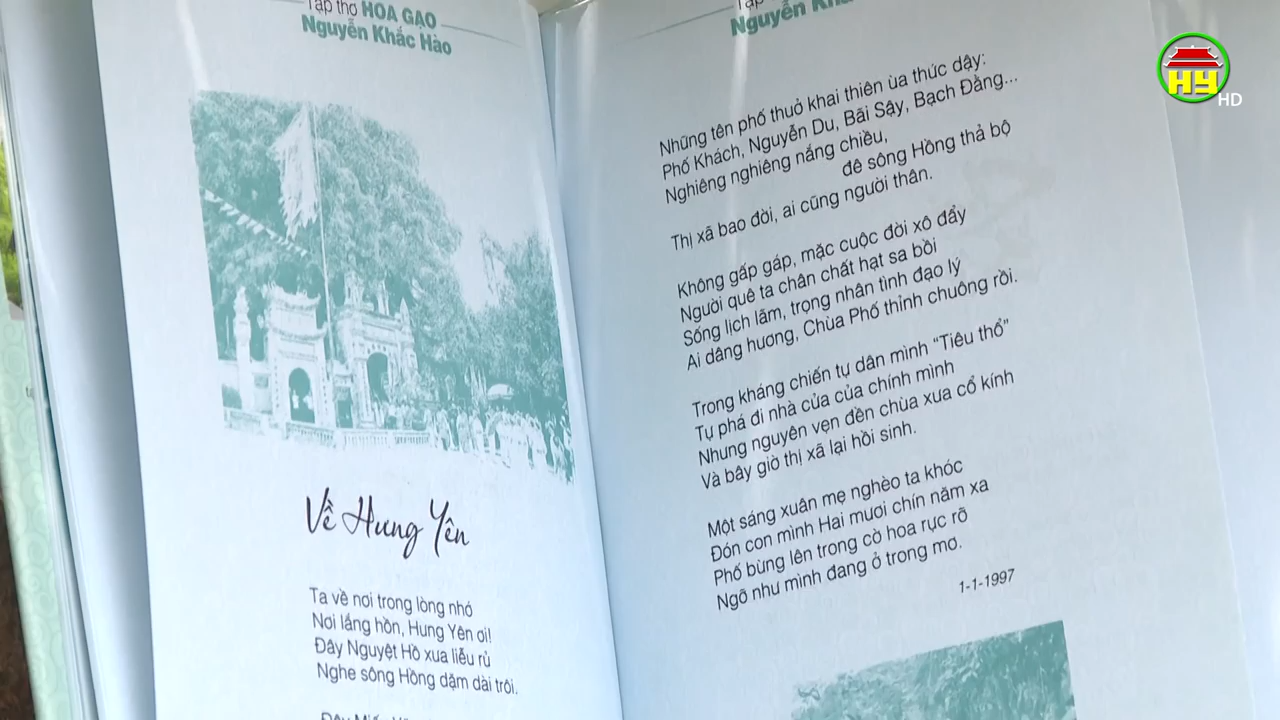 Tập thơ HOA GẠO
Nguyễn Khắc Hào
Về Hưng Yên
Ta về nơi trong lòng nhớ
Nơi lắng hồn, Hưng Yên ơi!
Đây Nguyệt Hồ xưa liễu rủ
Nghe sông Hồng dặm dài trôi.
Nguyễn
Những tên phố thuở khai thiên ùa thức dậy:
Phố Khách, Nguyễn Du, Bãi Sậy, Bạch Đằng...
Nghiêng nghiêng nắng chiều,
đê sông Hồng thả bộ
Thị xã bao đời, ai cũng người thân.
Không gấp gáp, mặc cuộc đời xô đẩy
Người quê ta chân chất hạt sa bồi
Sống lịch lãm, trọng nhân tình đạo lý
Ai dâng hương, Chùa Phố thỉnh chuông rồi.
Trong kháng chiến tự dân mình "Tiêu thổ"
Tự phá đi nhà của của chính mình
Nhưng nguyên vẹn đền chùa xưa cổ kính
Và bây giờ thị xã lại hồi sinh.
Một sáng xuân mẹ nghèo ta khóc
Đón con mình Hai mươi chín năm xa
Phố bừng lên trong cờ hoa rực rỡ
Ngỡ như mình đang ở trong mơ.
1-1-1997
HY
HD